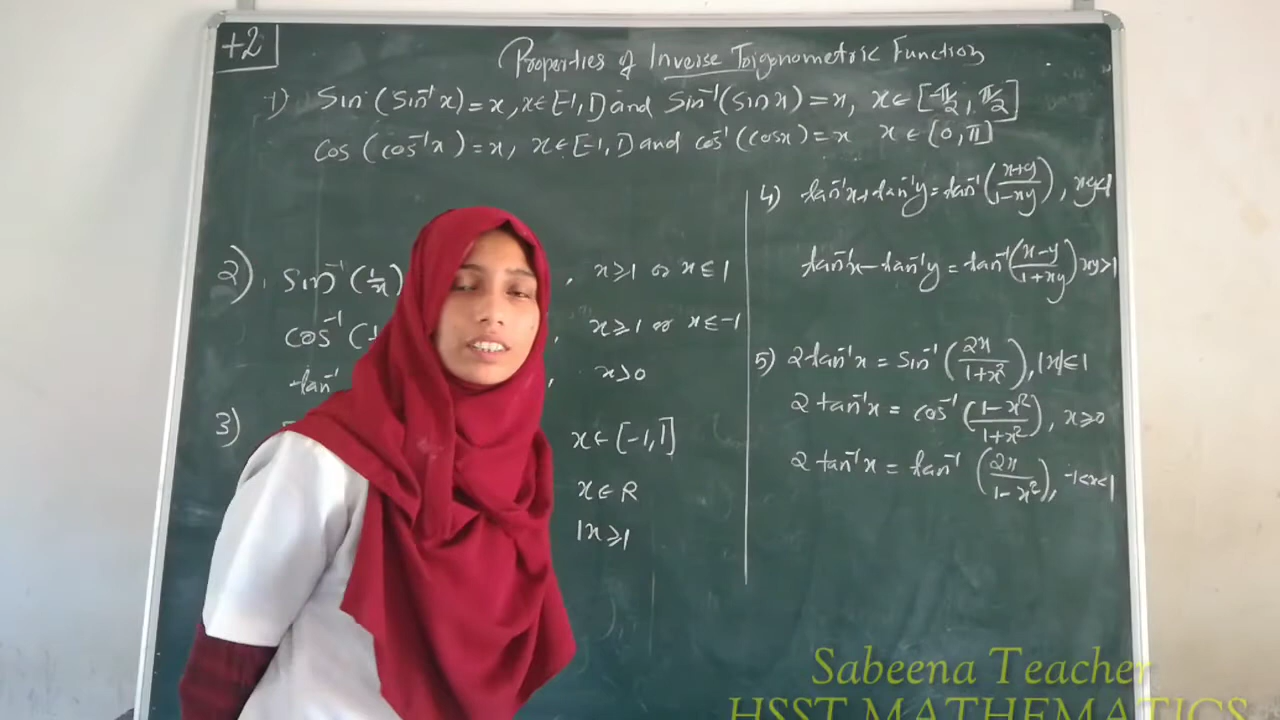 +2
Properties of Inverse Trigonometric Function
1) Sin (Sin⁻¹x) = x, x ∈ [-1, 1] and Sin⁻¹(Sinx) = x, x ∈ [-π/2, π/2]
Cos (cos⁻¹x) = x, x ∈ [-1, 1] and cos⁻¹(cosx) = x x ∈ [0, π]
2) Sin⁻¹(1/x) , x ≥ 1 or x ≤ 1
cos⁻¹(1 , x ≥ 1 or x ≤ -1
tan⁻¹ , x > 0
3) x ∈ [-1, 1]
x ∈ R
|x ≥ 1
4) tan⁻¹x + tan⁻¹y = tan⁻¹(x+y/1-xy), xy < 1
tan⁻¹x - tan⁻¹y = tan⁻¹(x-y/1+xy) xy > 1
5) 2tan⁻¹x = Sin⁻¹(2x/1+x²), |x| ≤ 1
2 tan⁻¹x = cos⁻¹(1-x²/1+x²), x ≥ 0
2 tan⁻¹x = tan⁻¹(2x/1-x²), -1<x<1
Sabeena Teacher
HSST MATHEMATICS